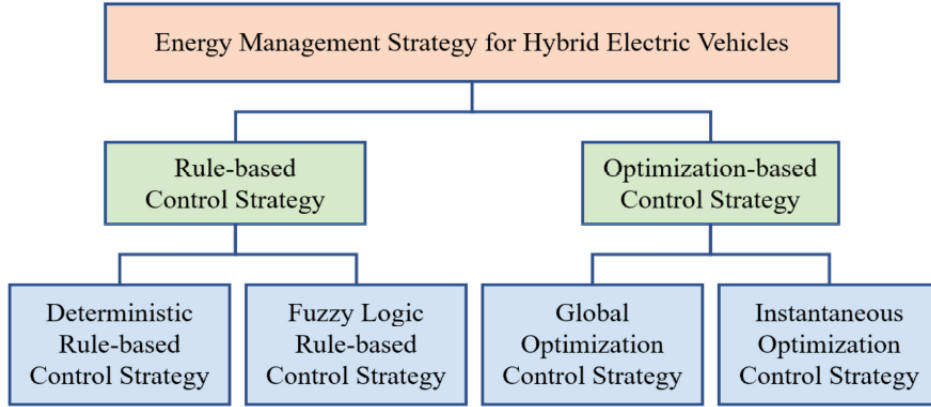 Energy Management Strategy for Hybrid Electric Vehicles
Rule-based
Control Strategy
Optimization-based
Control Strategy
Deterministic
Rule-based
Control Strategy
Fuzzy Logic
Rule-based
Control Strategy
Global
Optimization
Control Strategy
Instantaneous
Optimization
Control Strategy